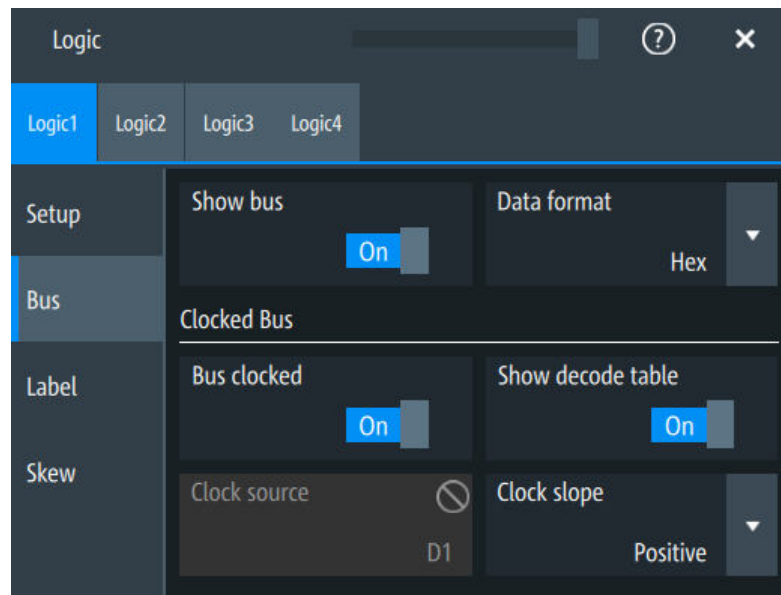 Logic
?
Logic1 Logic2 Logic3 Logic4
Setup
Bus
Label
Skew
Show bus
On
Data format
Hex
Clocked Bus
Bus clocked
On
Show decode table
On
Clock source
D1
Clock slope
Positive